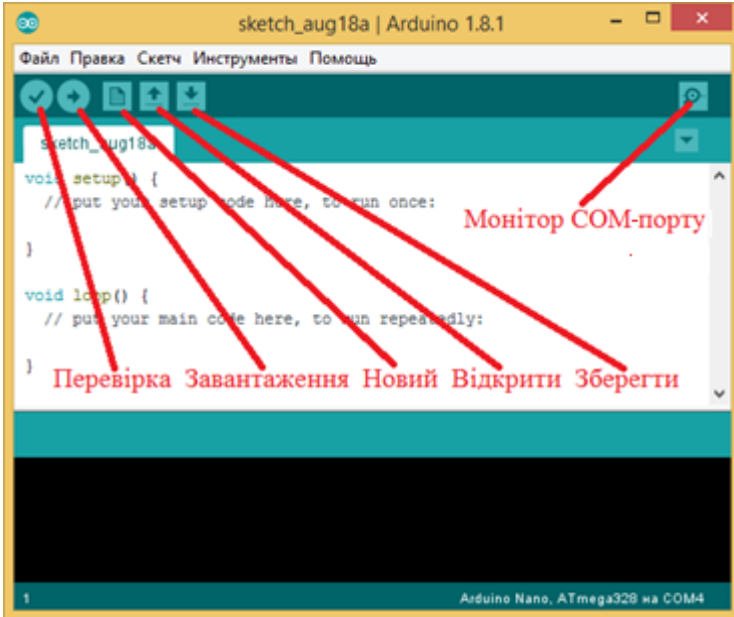 sketch_aug18a | Arduino 1.8.1
Файл Правка Скетч Инструменты Помощь
sketch_aug18a
void setup() {
// put your setup code here, to run once:
Монітор COM-порту
}
void loop() {
// put your main code here, to run repeatedly:
}
Перевірка Завантаження Новий Відкрити Зберегти
1
Arduino Nano, ATmega328 на COM4